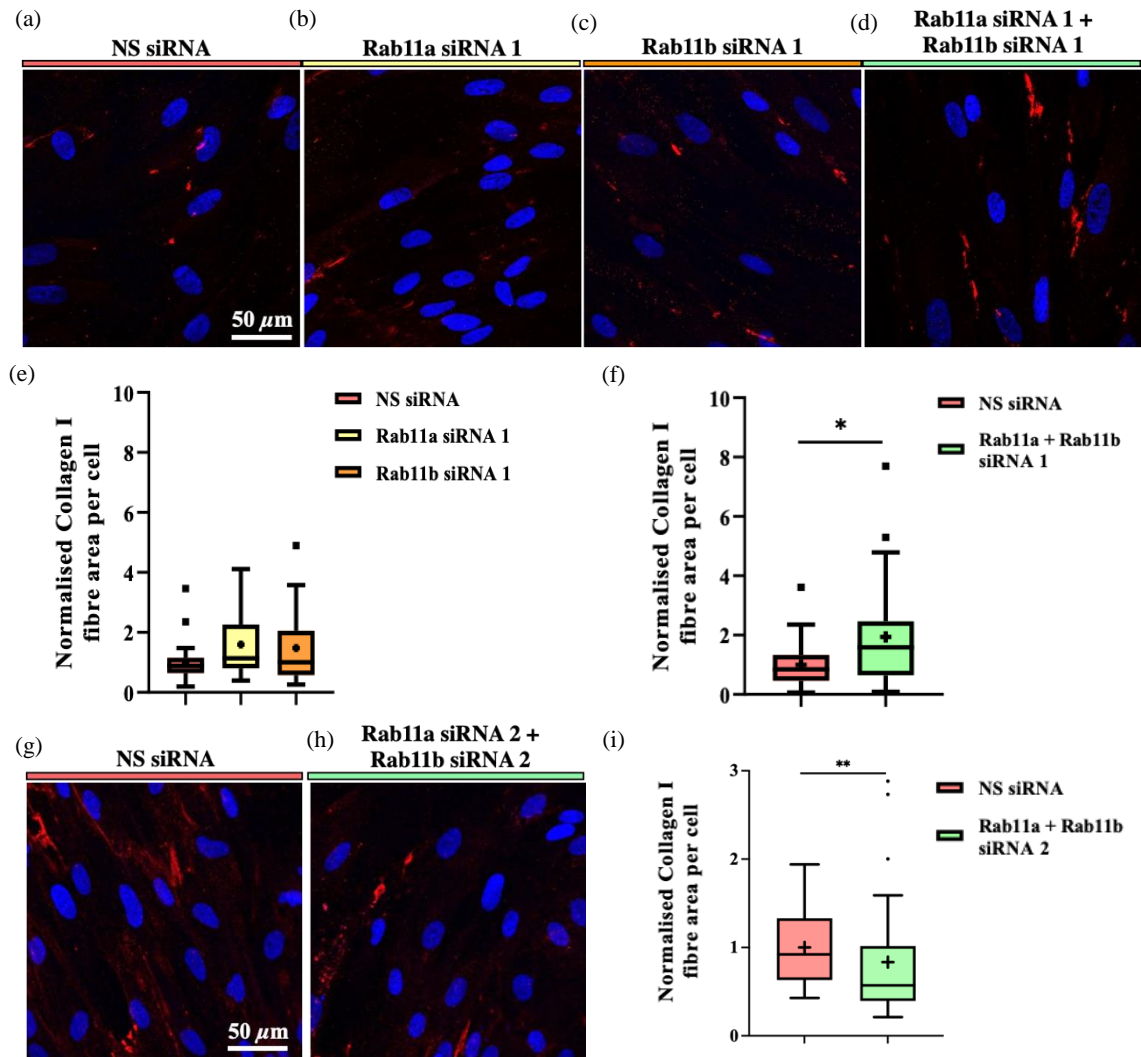 (a)
NS siRNA
(b)
Rab11a siRNA 1
(c)
Rab11b siRNA 1
(d)
Rab11a siRNA 1 +
Rab11b siRNA 1
50 µm
(e)
Normalised Collagen I
fibre area per cell
10
8
6
4
2
0
NS siRNA
Rab11a siRNA 1
Rab11b siRNA 1
(f)
Normalised Collagen I
fibre area per cell
10
8
6
4
2
0
*
NS siRNA
Rab11a + Rab11b
siRNA 1
(g)
NS siRNA
(h)
Rab11a siRNA 2 +
Rab11b siRNA 2
50 µm
(i)
Normalised Collagen I
fibre area per cell
3
2
1
0
**
NS siRNA
Rab11a + Rab11b
siRNA 2